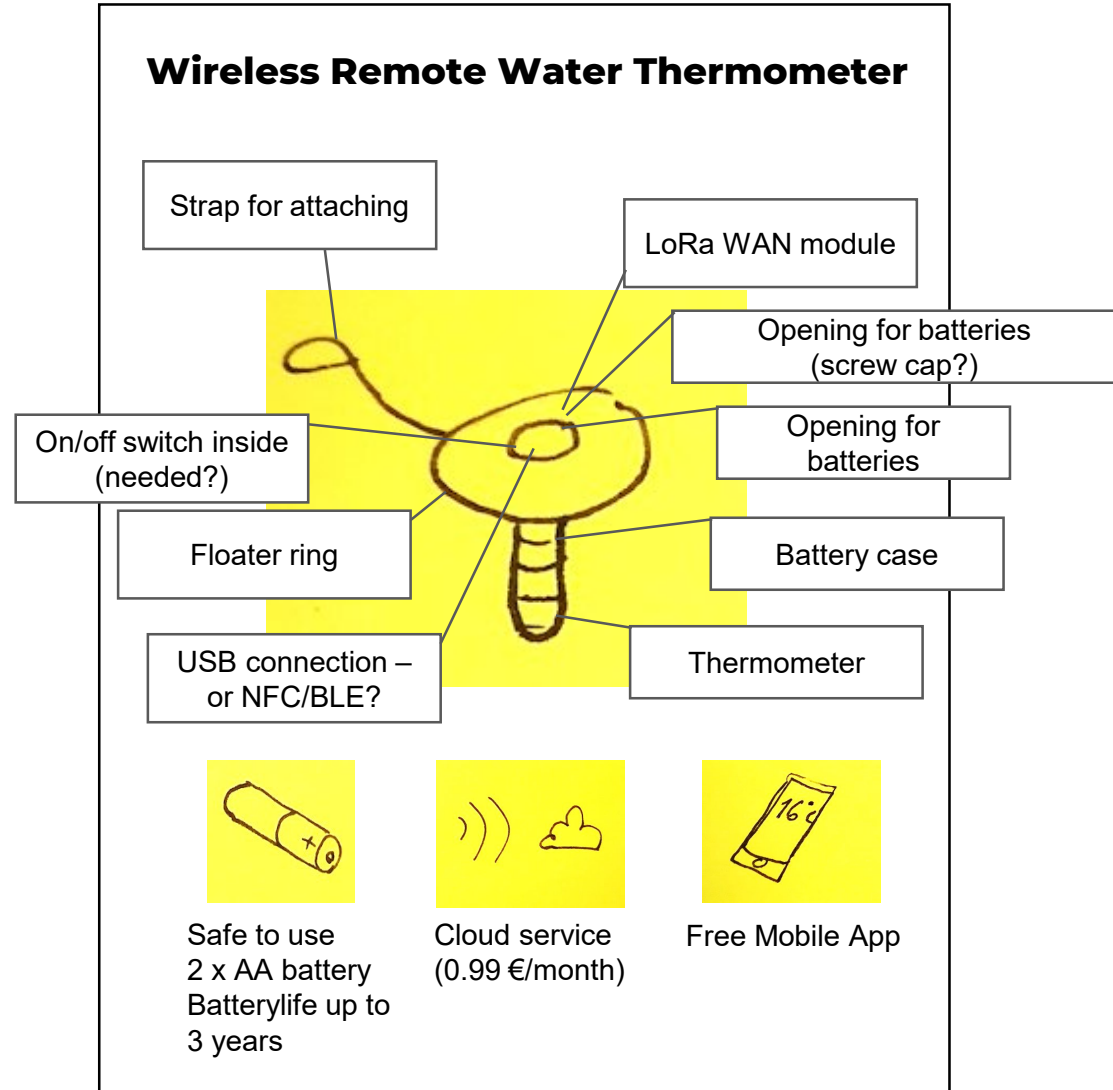 Wireless Remote Water Thermometer
Strap for attaching
LoRa WAN module
Opening for batteries
(screw cap?)
On/off switch inside
(needed?)
Opening for
batteries
Floater ring
Battery case
USB connection –
or NFC/BLE?
Thermometer
+
16°c
Safe to use
2 x AA battery
Batterylife up to
3 years
Cloud service
(0.99 €/month)
Free Mobile App